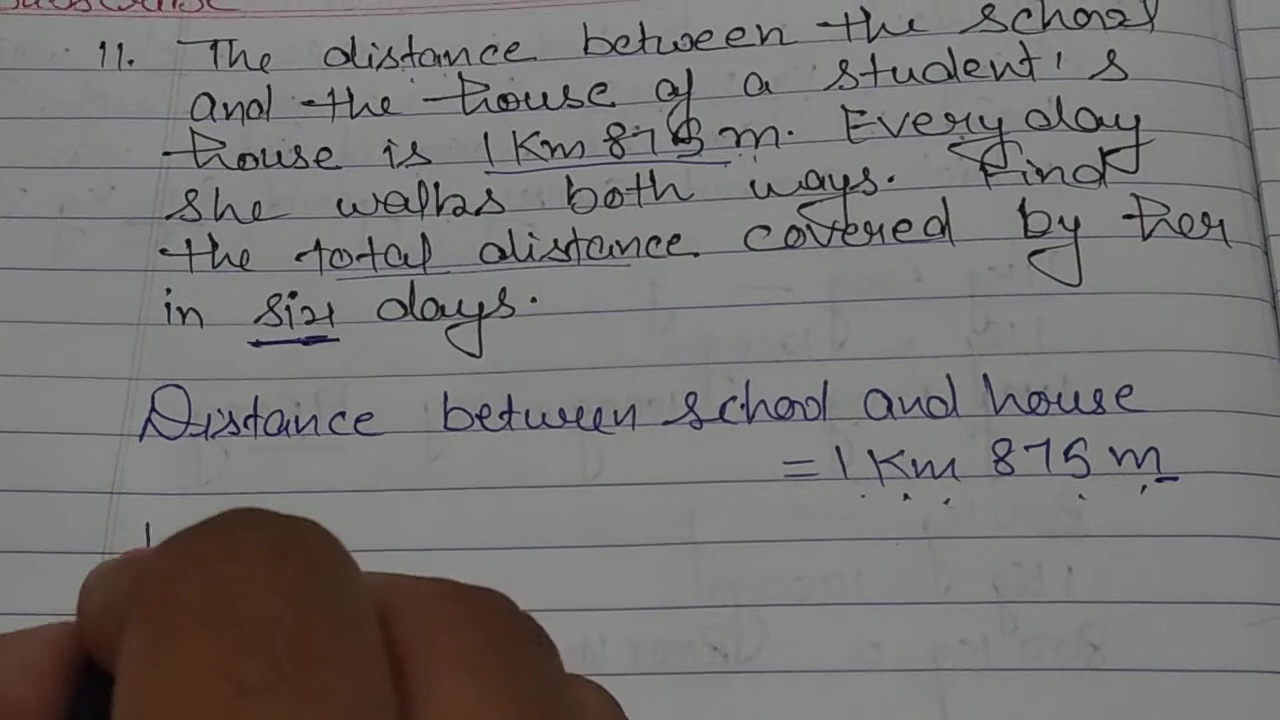 11. The distance between the school
and the house of a student's
house is 1 Km 875 m. Every day
she walks both ways. Find
the total distance covered by her
in six days.
Distance between school and house
= 1 Km 875 m